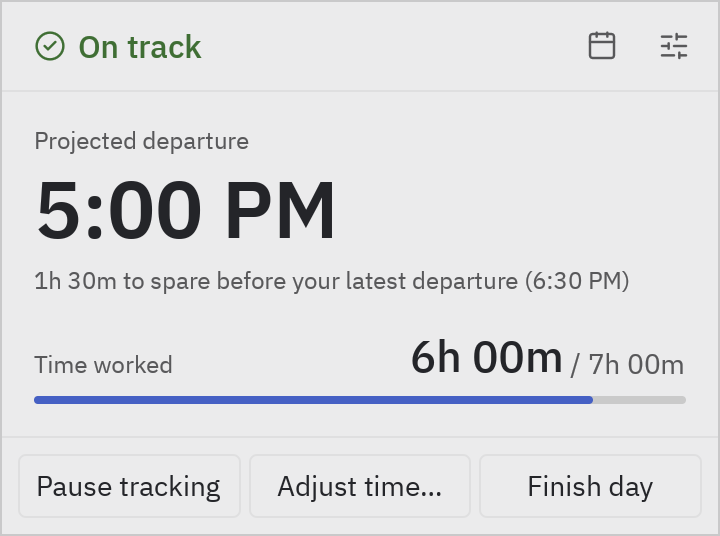 On track
Projected departure
5:00 PM
1h 30m to spare before your latest departure (6:30 PM)
Time worked 6h 00m / 7h 00m
Pause tracking Adjust time... Finish day